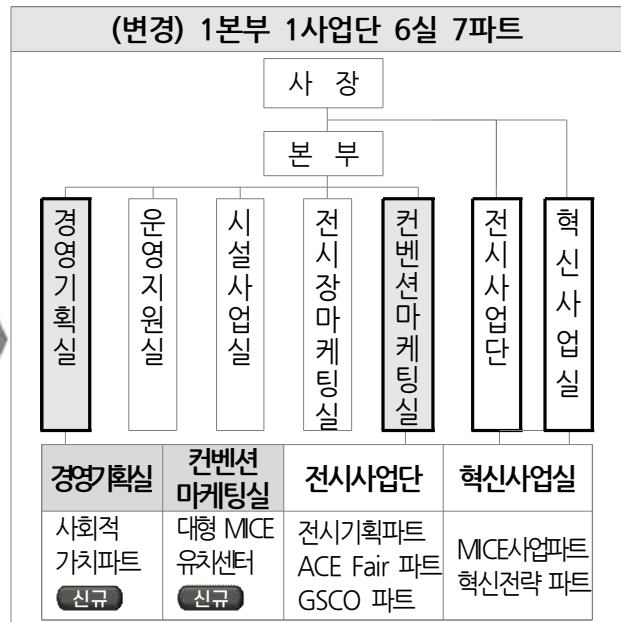 (변경) 1본부 1사업단 6실 7파트
사 장
본 부
경영기획실
운영지원실
시설사업실
전시장마케팅실
컨벤션마케팅실
전시사업단
혁신사업실
경영기획실
컨벤션
마케팅실
전시사업단
혁신사업실
사회적
가치파트
신규
대형 MICE
유치센터
신규
전시기획파트
ACE Fair 파트
GSCO 파트
MICE사업파트
혁신전략 파트